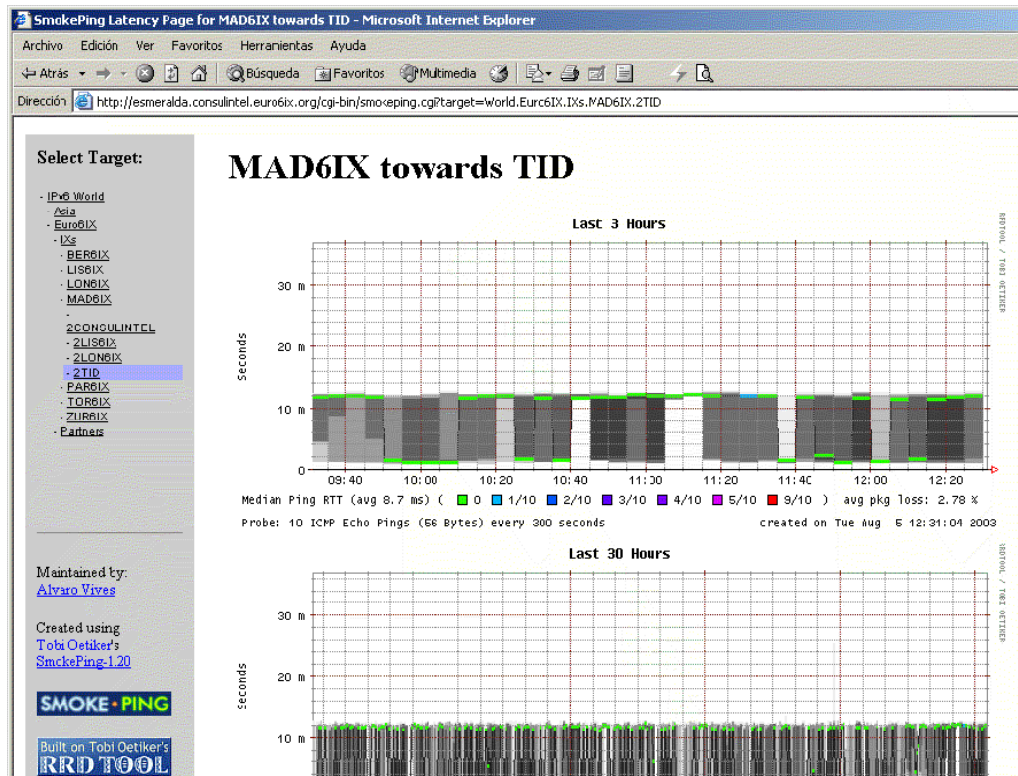 SmokePing Latency Page for MAD6IX towards TID - Microsoft Internet Explorer
Archivo Edición Ver Favoritos Herramientas Ayuda
Atrás Búsqueda Favoritos Multimedia
Dirección http://esmeralda.consulintel.euro6ix.org/cgi-bin/smokeping.cgi?target=World.Euro6IX.IXs.MAD6IX.2TID
Select Target:
- IPv6 World
- Asia
- Euro6IX
- IXs
- BER6IX
- LIS6IX
- LON6IX
- MAD6IX
-
2CONSULINTEL
- 2LIS6IX
- 2LON6IX
- 2TID
- PAR6IX
- TOR6IX
- ZUR6IX
- Partners
Maintained by:
Alvaro Vives
Created using
Tobi Oetiker's
SmokePing-1.20
SMOKE·PING
Built on Tobi Oetiker's
RRD TOOL
MAD6IX towards TID
Last 3 Hours
RRDTOOL / TOBI OETIKER
seconds
30 m
20 m
10 m
0
09:40 10:00 10:20 10:40 11:00 11:20 11:40 12:00 12:20
Median Ping RTT (avg 8.7 ms) ( 0 1/10 2/10 3/10 4/10 5/10 9/10 ) avg pkg loss: 2.78 %
Probe: 10 ICMP Echo Pings (56 Bytes) every 300 seconds created on Tue Aug 5 12:31:04 2003
Last 30 Hours
RRDTOOL / TOBI OETIKER
seconds
30 m
20 m
10 m